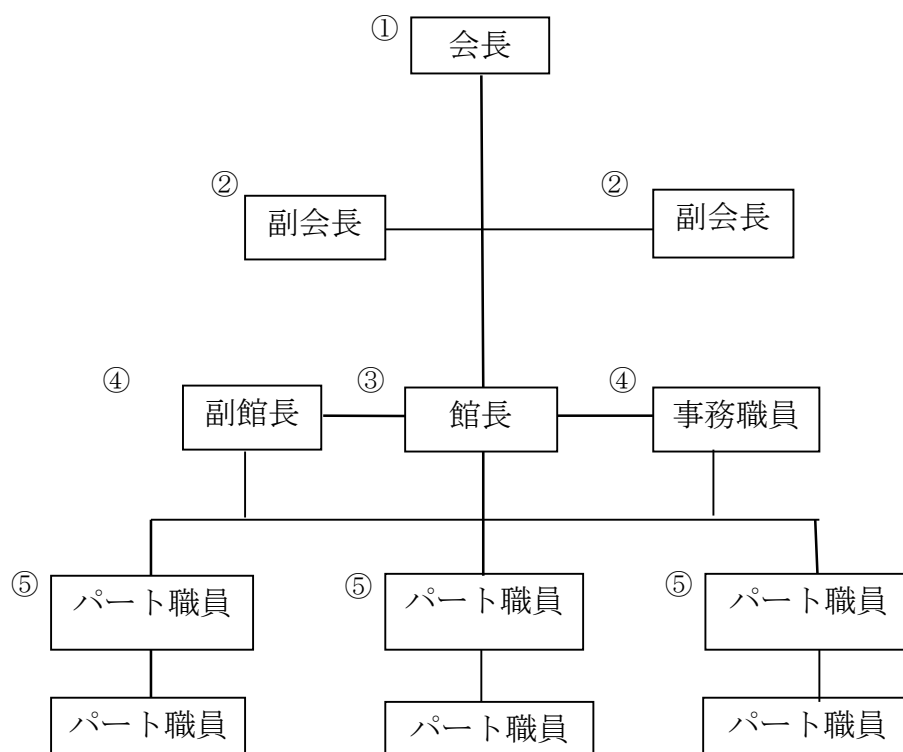 ① 会長
② 副会長 ② 副会長
④ 副館長 ③ 館長 ④ 事務職員
⑤ パート職員 ⑤ パート職員 ⑤ パート職員
パート職員 パート職員 パート職員